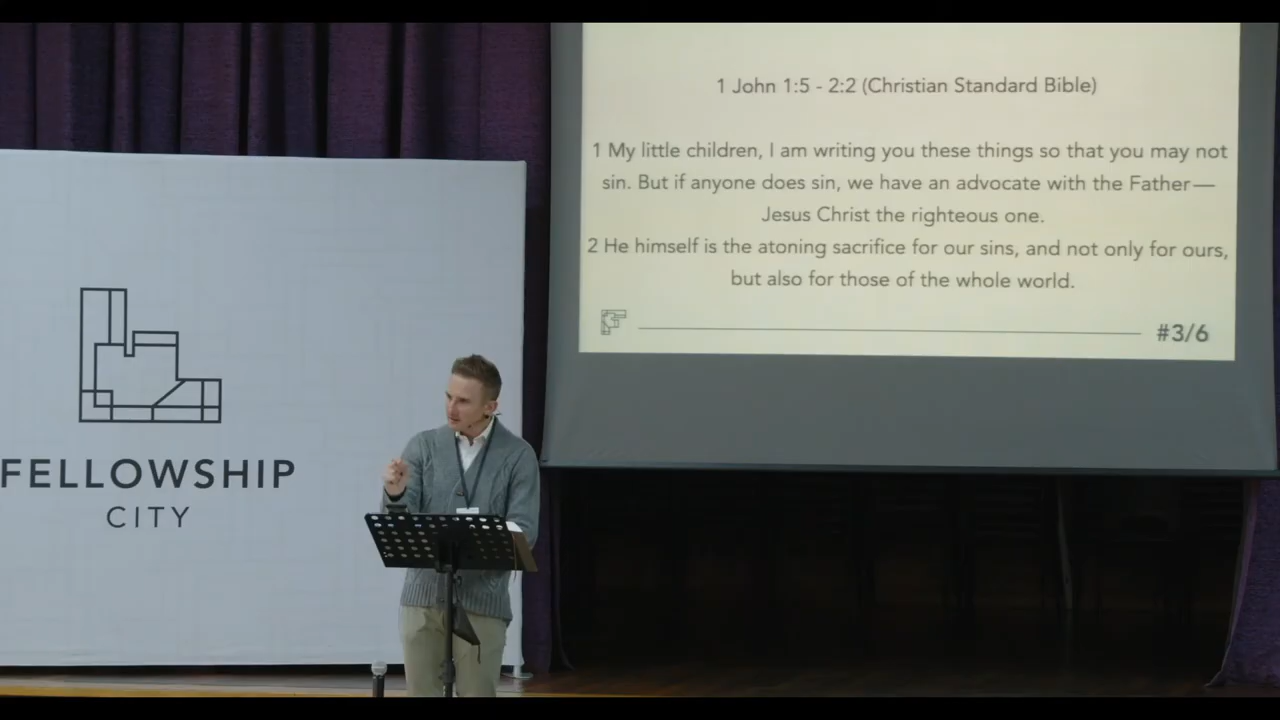 FELLOWSHIP
CITY
1 John 1:5 - 2:2 (Christian Standard Bible)
1 My little children, I am writing you these things so that you may not
sin. But if anyone does sin, we have an advocate with the Father—
Jesus Christ the righteous one.
2 He himself is the atoning sacrifice for our sins, and not only for ours,
but also for those of the whole world.
#3/6